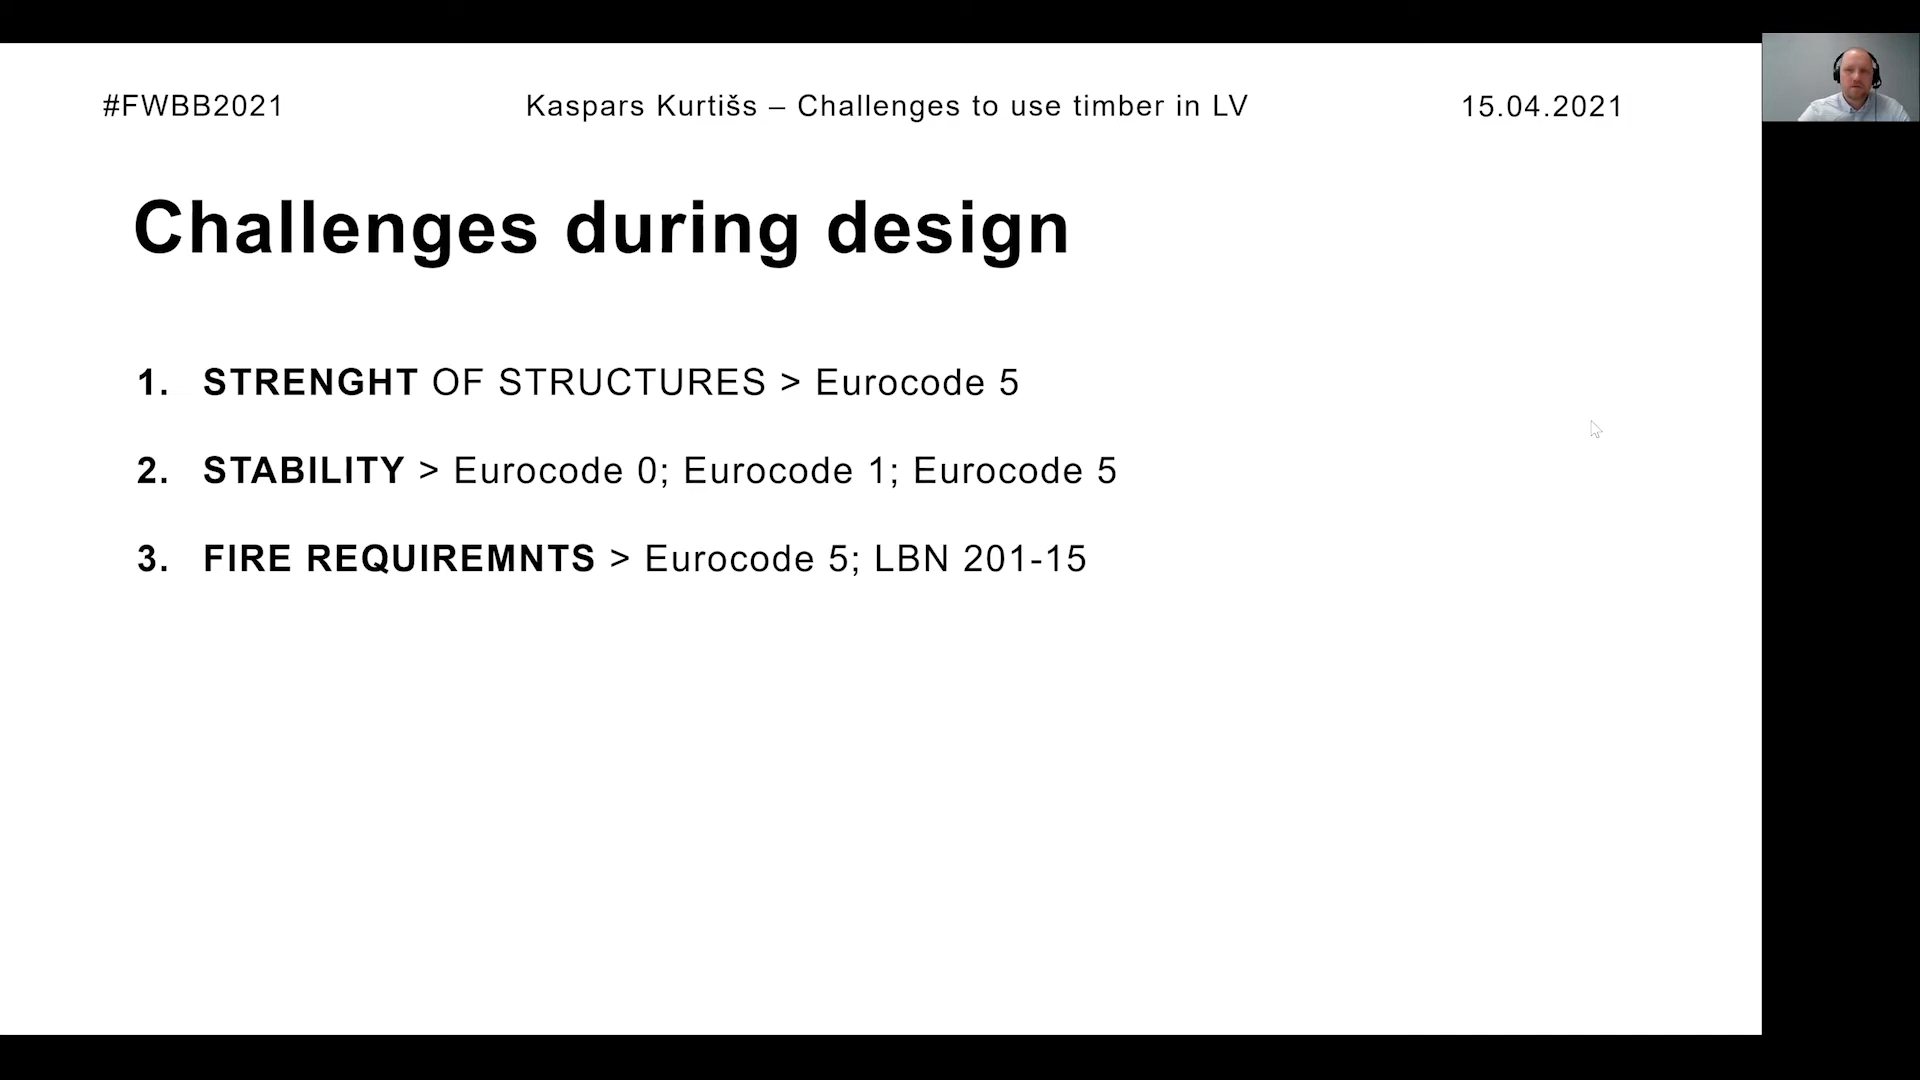 #FWBB2021 Kaspars Kurtišs – Challenges to use timber in LV 15.04.2021
Challenges during design
1. STRENGHT OF STRUCTURES > Eurocode 5
2. STABILITY > Eurocode 0; Eurocode 1; Eurocode 5
3. FIRE REQUIREMNTS > Eurocode 5; LBN 201-15